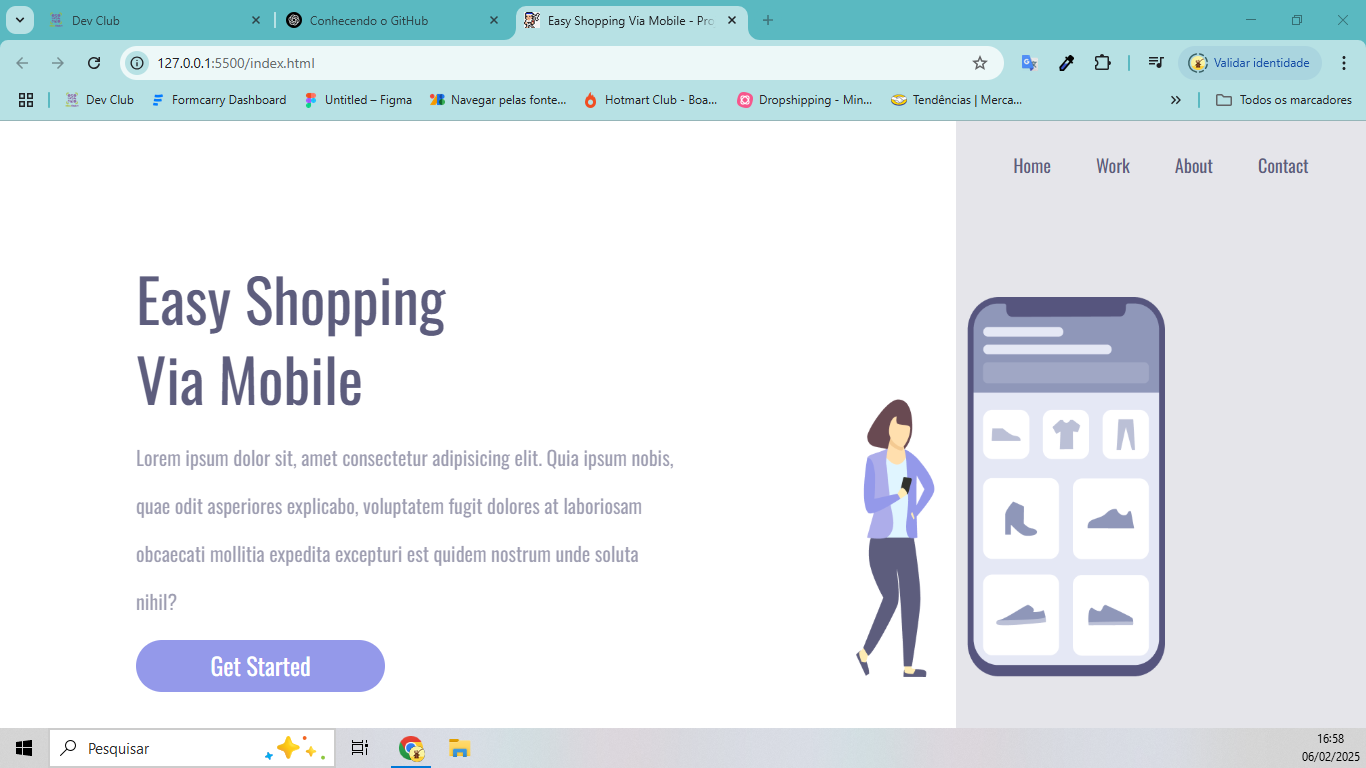 Dev Club
Conhecendo o GitHub
Easy Shopping Via Mobile - Pro
127.0.0.1:5500/index.html
Validar identidade
Dev Club
Formcarry Dashboard
Untitled – Figma
Navegar pelas fonte...
Hotmart Club - Boa...
Dropshipping - Min...
Tendências | Merca...
Todos os marcadores
Home
Work
About
Contact
Easy Shopping
Via Mobile
Lorem ipsum dolor sit, amet consectetur adipisicing elit. Quia ipsum nobis,
quae odit asperiores explicabo, voluptatem fugit dolores at laboriosam
obcaecati mollitia expedita excepturi est quidem nostrum unde soluta
nihil?
Get Started
Pesquisar
16:58
06/02/2025